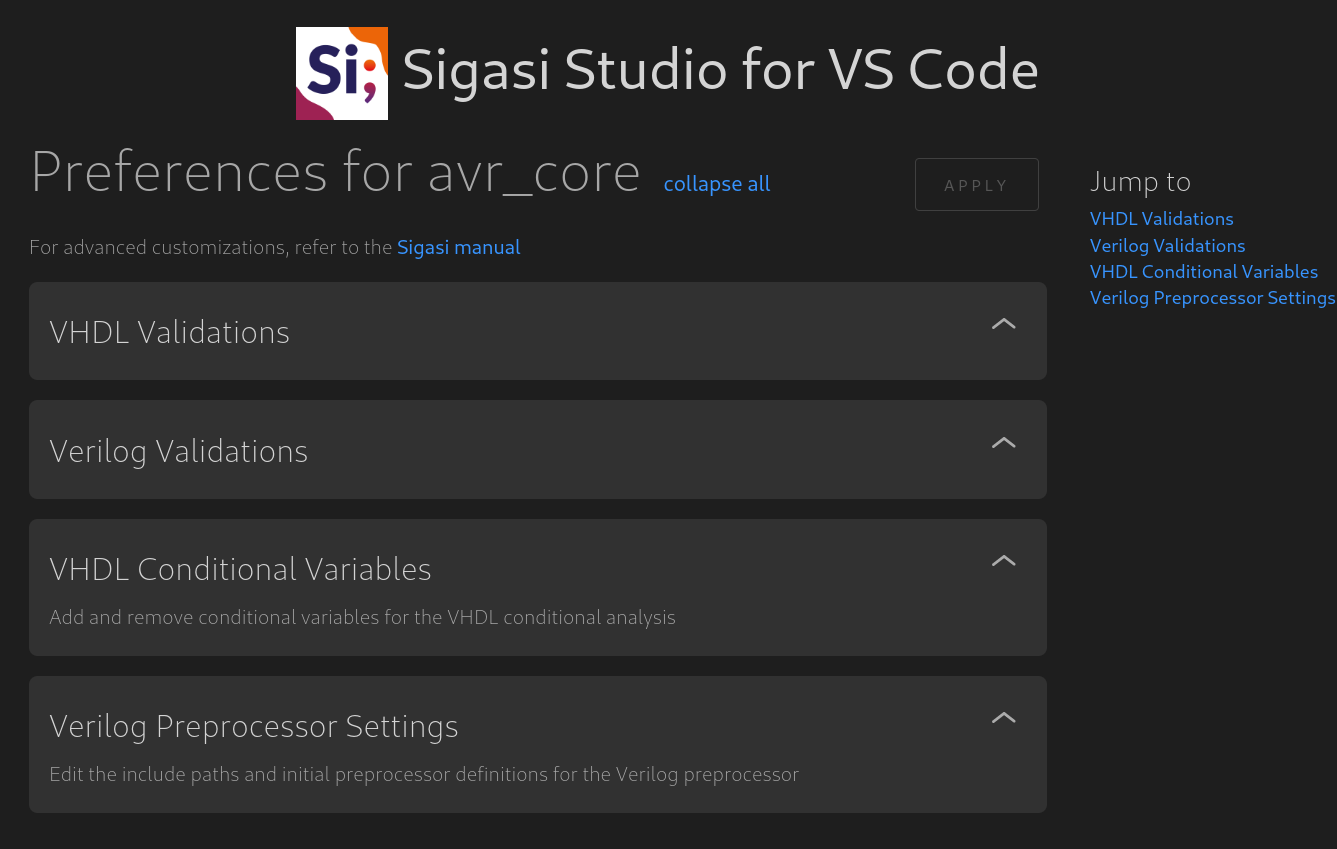 Si;
Sigasi Studio for VS Code
Preferences for avr_core
collapse all
APPLY
For advanced customizations, refer to the Sigasi manual
VHDL Validations
Verilog Validations
VHDL Conditional Variables
Add and remove conditional variables for the VHDL conditional analysis
Verilog Preprocessor Settings
Edit the include paths and initial preprocessor definitions for the Verilog preprocessor
Jump to
VHDL Validations
Verilog Validations
VHDL Conditional Variables
Verilog Preprocessor Settings